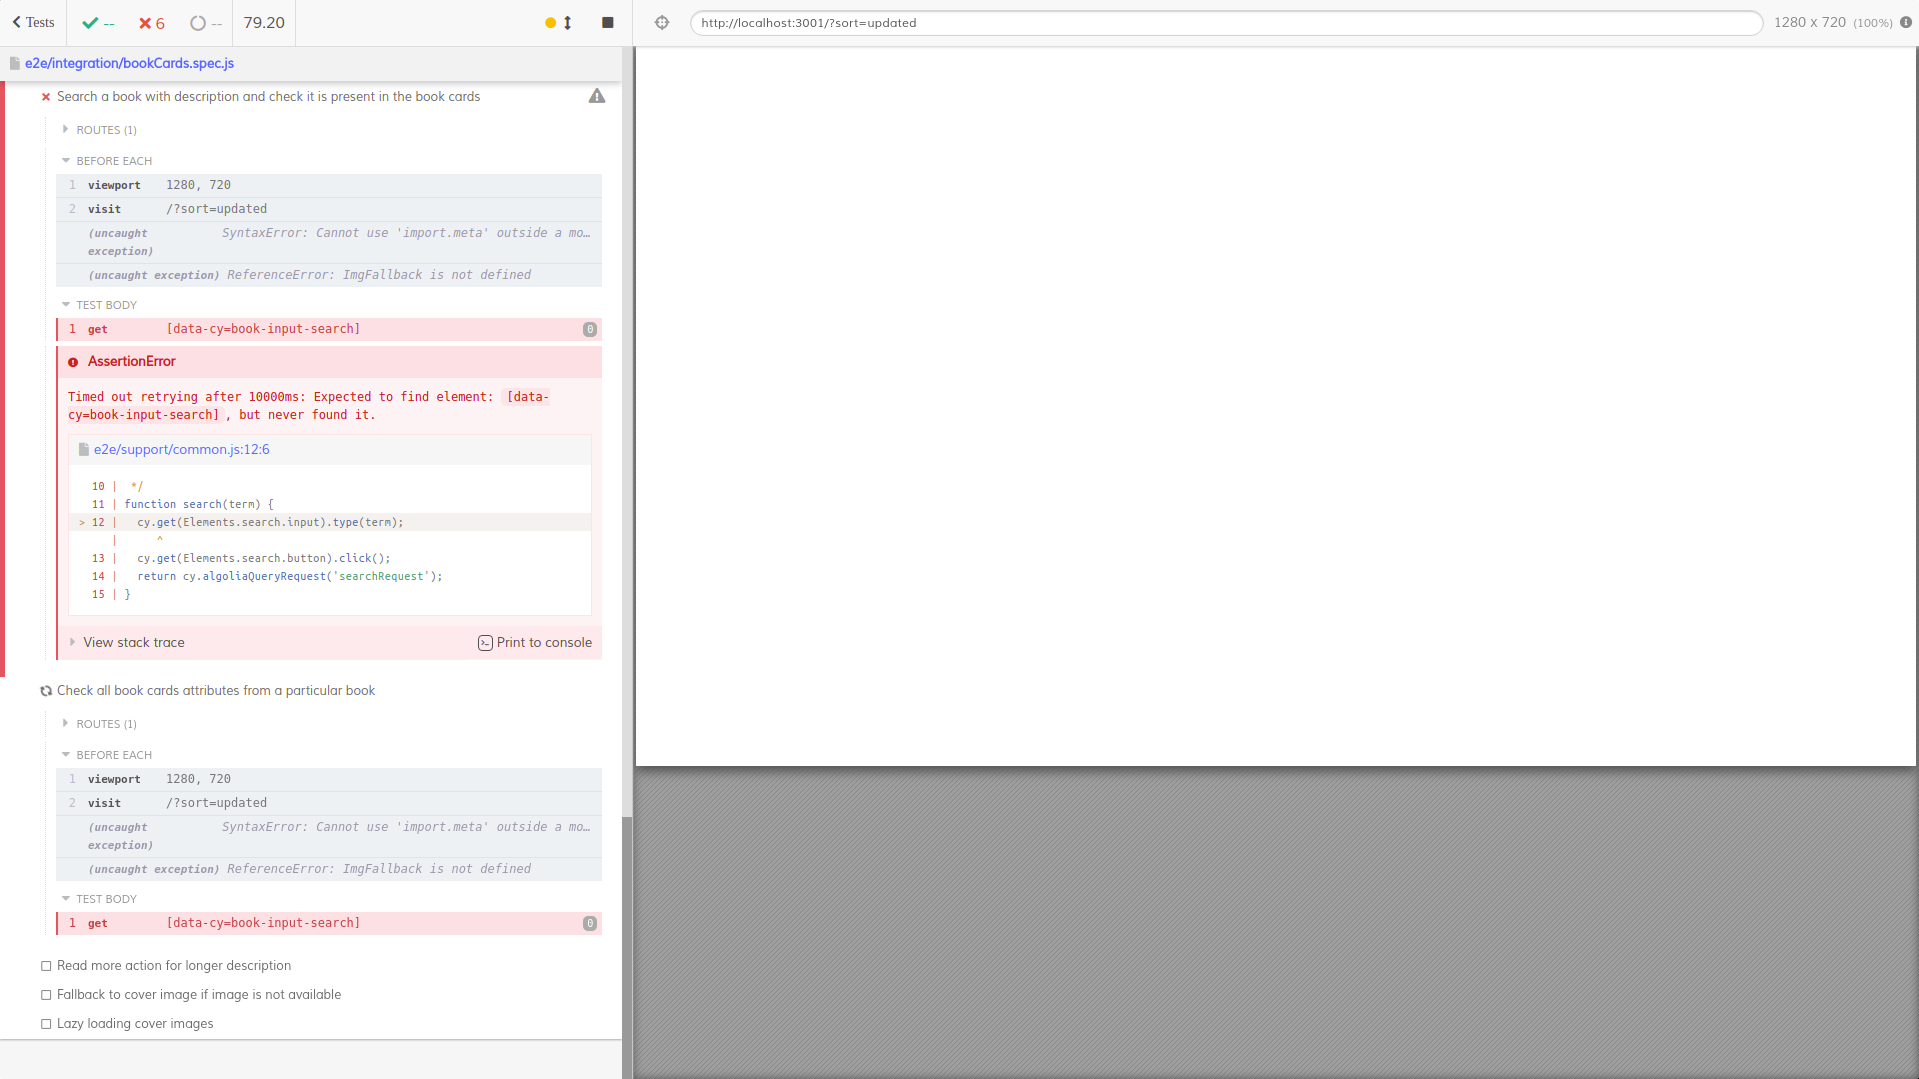 Tests
--
6
--
79.20
http://localhost:3001/?sort=updated
1280 x 720 (100%)
e2e/integration/bookCards.spec.js
Search a book with description and check it is present in the book cards
ROUTES (1)
BEFORE EACH
1 viewport 1280, 720
2 visit /?sort=updated
(uncaught exception) SyntaxError: Cannot use 'import.meta' outside a mo…
(uncaught exception) ReferenceError: ImgFallback is not defined
TEST BODY
1 get [data-cy=book-input-search] 0
AssertionError
Timed out retrying after 10000ms: Expected to find element: [data-
cy=book-input-search] , but never found it.
e2e/support/common.js:12:6
10 | */
11 | function search(term) {
> 12 | cy.get(Elements.search.input).type(term);
| ^
13 | cy.get(Elements.search.button).click();
14 | return cy.algoliaQueryRequest('searchRequest');
15 | }
View stack trace
Print to console
Check all book cards attributes from a particular book
ROUTES (1)
BEFORE EACH
1 viewport 1280, 720
2 visit /?sort=updated
(uncaught exception) SyntaxError: Cannot use 'import.meta' outside a mo…
(uncaught exception) ReferenceError: ImgFallback is not defined
TEST BODY
1 get [data-cy=book-input-search] 0
Read more action for longer description
Fallback to cover image if image is not available
Lazy loading cover images